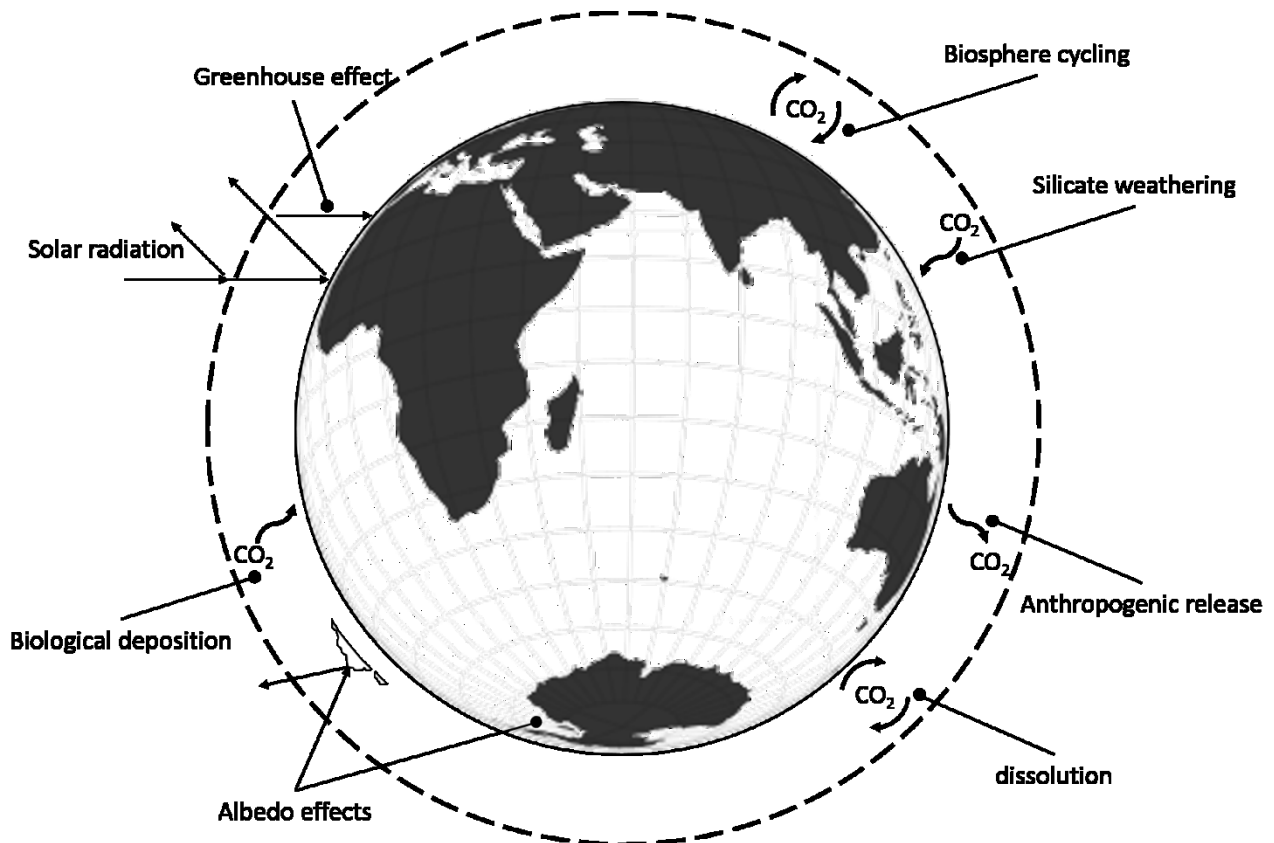 Biosphere cycling
Greenhouse effect
CO₂
Silicate weathering
CO₂
Solar radiation
CO₂
CO₂
Anthropogenic release
Biological deposition
CO₂
dissolution
Albedo effects